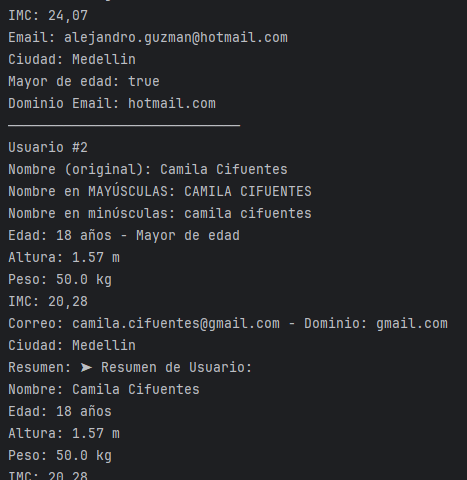 IMC: 24,07
Email: alejandro.guzman@hotmail.com
Ciudad: Medellin
Mayor de edad: true
Dominio Email: hotmail.com
─────────────────────────────
Usuario #2
Nombre (original): Camila Cifuentes
Nombre en MAYÚSCULAS: CAMILA CIFUENTES
Nombre en minúsculas: camila cifuentes
Edad: 18 años - Mayor de edad
Altura: 1.57 m
Peso: 50.0 kg
IMC: 20,28
Correo: camila.cifuentes@gmail.com - Dominio: gmail.com
Ciudad: Medellin
Resumen: ➤ Resumen de Usuario:
Nombre: Camila Cifuentes
Edad: 18 años
Altura: 1.57 m
Peso: 50.0 kg
IMC: 20,28